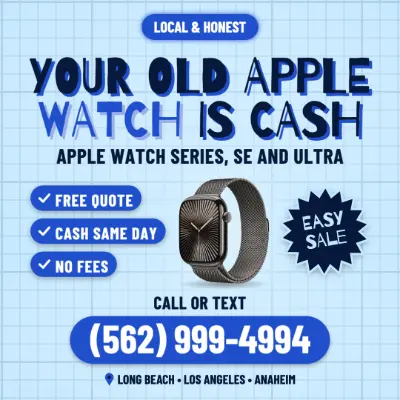 LOCAL & HONEST
YOUR OLD APPLE
WATCH IS CASH
APPLE WATCH SERIES, SE AND ULTRA
FREE QUOTE
CASH SAME DAY
NO FEES
EASY
SALE
CALL OR TEXT
(562) 999-4994
LONG BEACH • LOS ANGELES • ANAHEIM